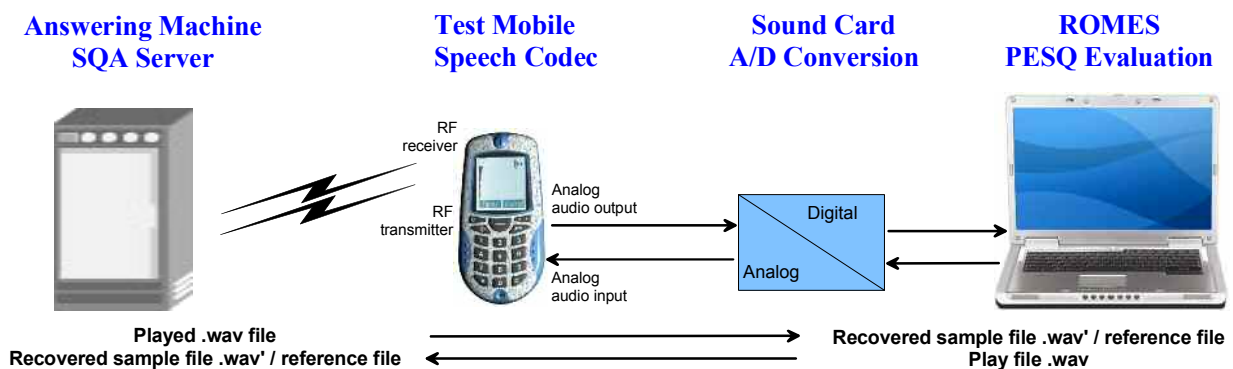 Answering Machine
SQA Server
Test Mobile
Speech Codec
Sound Card
A/D Conversion
ROMES
PESQ Evaluation
RF
receiver
RF
transmitter
Analog
audio output
Analog
audio input
Digital
Analog
Played .wav file
Recovered sample file .wav' / reference file
Recovered sample file .wav' / reference file
Play file .wav